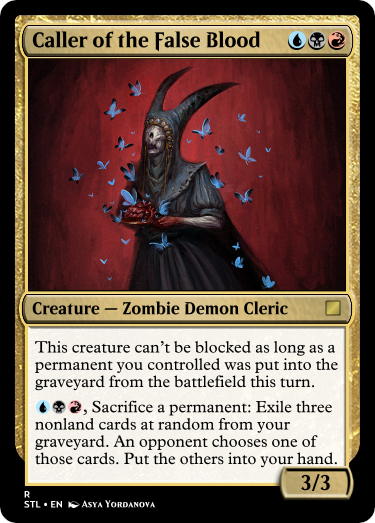 Caller of the False Blood
Creature — Zombie Demon Cleric
This creature can't be blocked as long as a
permanent you controlled was put into the
graveyard from the battlefield this turn.
, Sacrifice a permanent: Exile three
nonland cards at random from your
graveyard. An opponent chooses one of
those cards. Put the others into your hand.
3/3
R
STL • EN Asya Yordanova